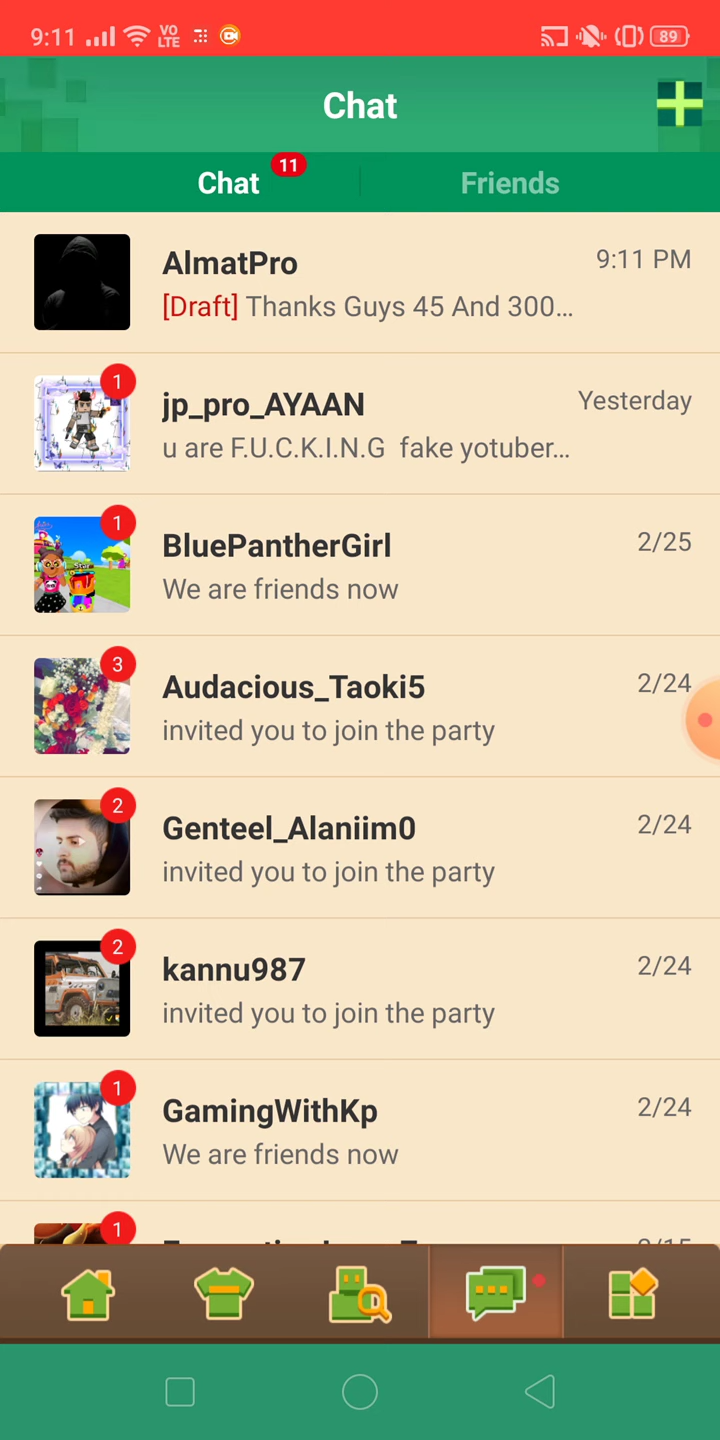 9:11 VO LTE 89
Chat
Chat 11 Friends
AlmatPro 9:11 PM
[Draft] Thanks Guys 45 And 300...
1
jp_pro_AYAAN Yesterday
u are F.U.C.K.I.N.G fake yotuber...
1
BluePantherGirl 2/25
We are friends now
3
Audacious_Taoki5 2/24
invited you to join the party
2
Genteel_Alaniim0 2/24
invited you to join the party
2
kannu987 2/24
invited you to join the party
1
GamingWithKp 2/24
We are friends now
1